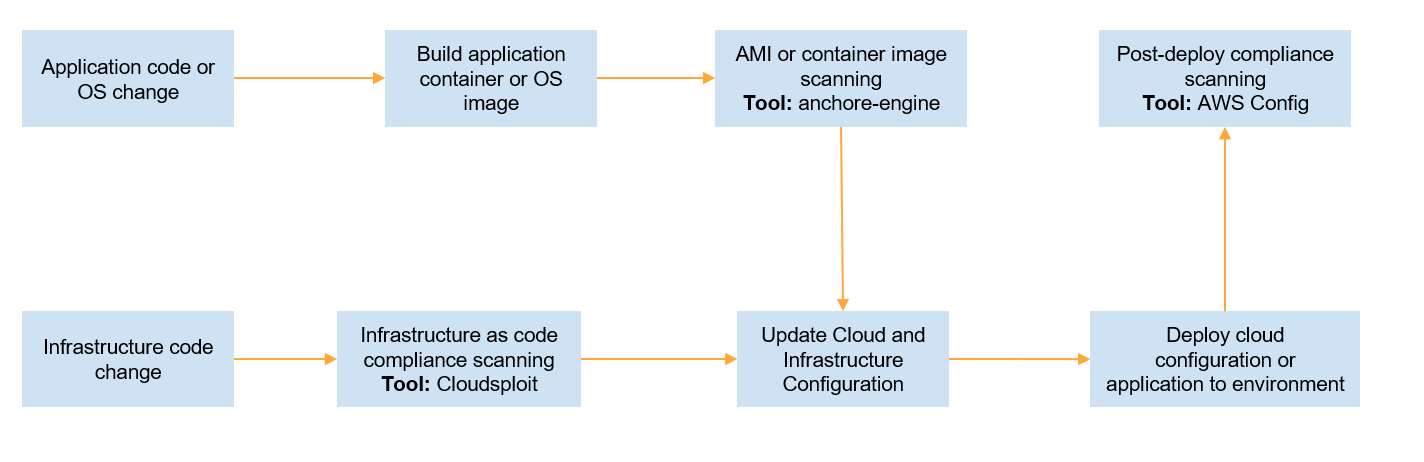 Application code or
OS change
Build application
container or OS
image
AMI or container image
scanning
Tool: anchore-engine
Post-deploy compliance
scanning
Tool: AWS Config
Infrastructure code
change
Infrastructure as code
compliance scanning
Tool: Cloudsploit
Update Cloud and
Infrastructure
Configuration
Deploy cloud
configuration or
application to environment